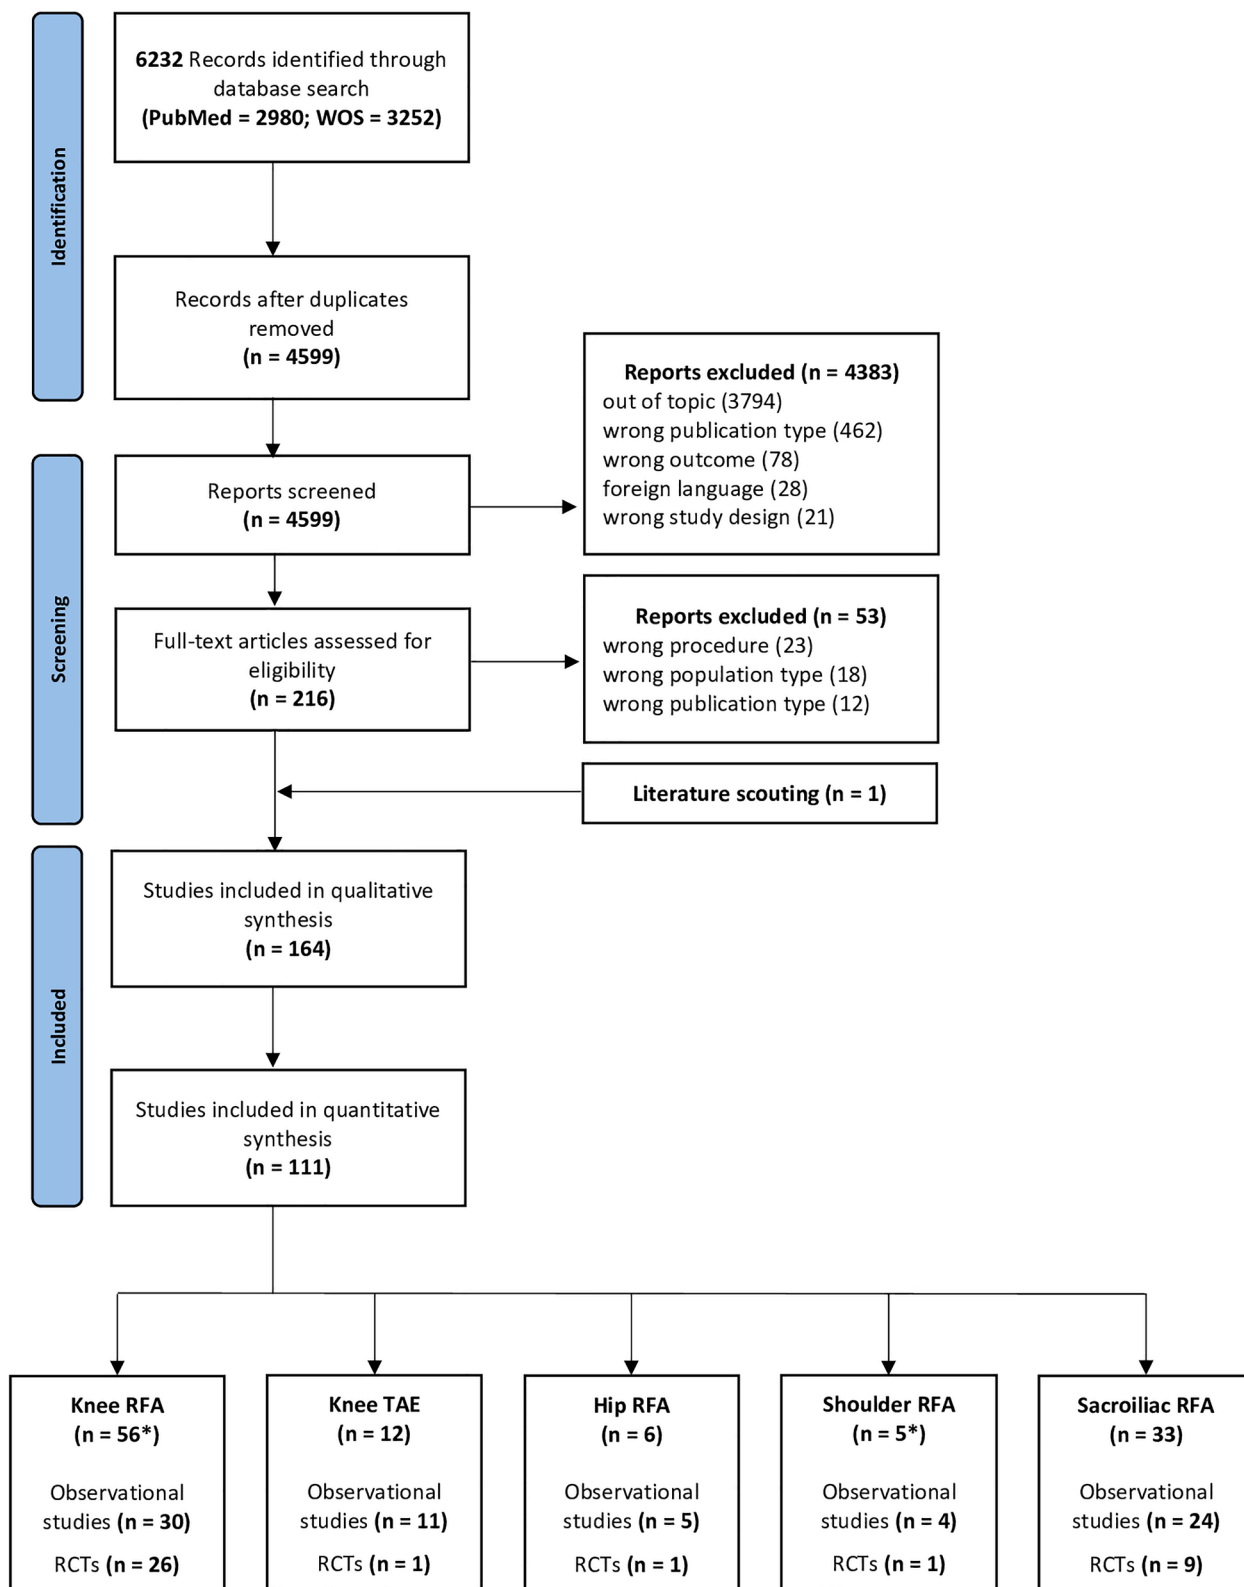 Identification
6232 Records identified through
database search
(PubMed = 2980; WOS = 3252)
Records after duplicates
removed
(n = 4599)
Screening
Reports screened
(n = 4599)
Reports excluded (n = 4383)
out of topic (3794)
wrong publication type (462)
wrong outcome (78)
foreign language (28)
wrong study design (21)
Full-text articles assessed for
eligibility
(n = 216)
Reports excluded (n = 53)
wrong procedure (23)
wrong population type (18)
wrong publication type (12)
Literature scouting (n = 1)
Included
Studies included in qualitative
synthesis
(n = 164)
Studies included in quantitative
synthesis
(n = 111)
Knee RFA
(n = 56*)
Observational
studies (n = 30)
RCTs (n = 26)
Knee TAE
(n = 12)
Observational
studies (n = 11)
RCTs (n = 1)
Hip RFA
(n = 6)
Observational
studies (n = 5)
RCTs (n = 1)
Shoulder RFA
(n = 5*)
Observational
studies (n = 4)
RCTs (n = 1)
Sacroiliac RFA
(n = 33)
Observational
studies (n = 24)
RCTs (n = 9)